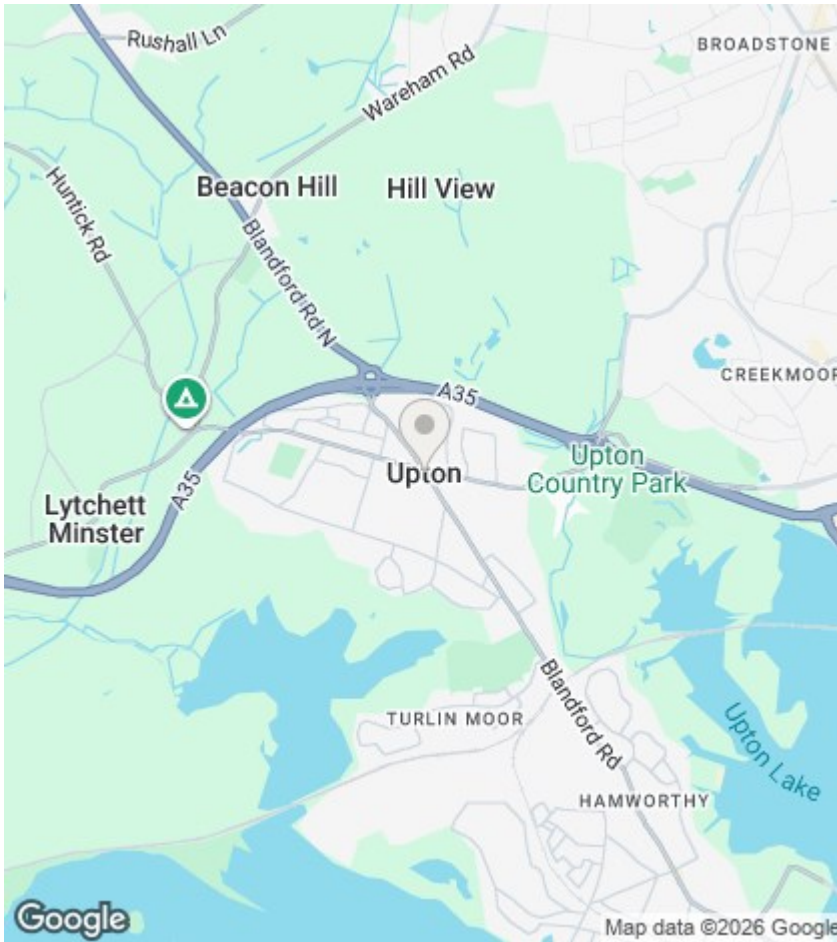 Rushall Ln
BROADSTONE
Wareham Rd
Huntick Rd
Beacon Hill
Hill View
Blandford Rd N
CREEKMOOR
A35
Upton
Country Park
Upton
A35
Lytchett
Minster
Blandford Rd
TURLIN MOOR
Upton Lake
HAMWORTHY
Google
Map data ©2026 Google